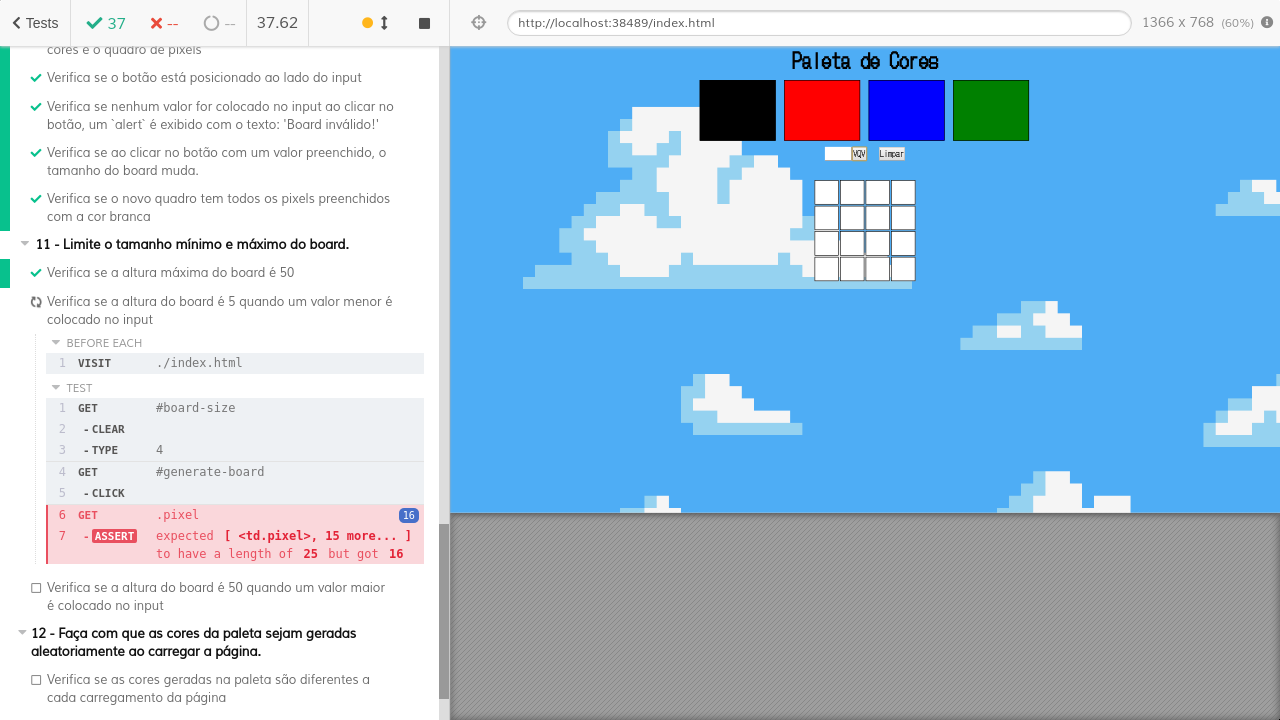 Tests
37
--
--
37.62
http://localhost:38489/index.html
1366 x 768 (60%)
cores e o quadro de pixels
Verifica se o botão está posicionado ao lado do input
Verifica se nenhum valor for colocado no input ao clicar no
botão, um `alert` é exibido com o texto: 'Board inválido!'
Verifica se ao clicar no botão com um valor preenchido, o
tamanho do board muda.
Verifica se o novo quadro tem todos os pixels preenchidos
com a cor branca
11 - Limite o tamanho mínimo e máximo do board.
Verifica se a altura máxima do board é 50
Verifica se a altura do board é 5 quando um valor menor é
colocado no input
BEFORE EACH
1 VISIT ./index.html
TEST
1 GET #board-size
2 - CLEAR
3 - TYPE 4
4 GET #generate-board
5 - CLICK
6 GET .pixel 16
7 - ASSERT expected [ <td.pixel>, 15 more... ]
to have a length of 25 but got 16
Verifica se a altura do board é 50 quando um valor maior
é colocado no input
12 - Faça com que as cores da paleta sejam geradas
aleatoriamente ao carregar a página.
Verifica se as cores geradas na paleta são diferentes a
cada carregamento da página
Paleta de Cores
VQV
Limpar